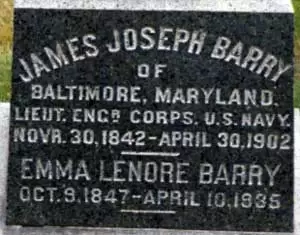 JAMES JOSEPH BARRY
OF
BALTIMORE, MARYLAND.
LIEUT. ENGR. CORPS, U.S. NAVY.
NOVR. 30, 1842 - APRIL 30, 1902
EMMA LENORE BARRY
OCT. 9, 1847 - APRIL 10, 1935